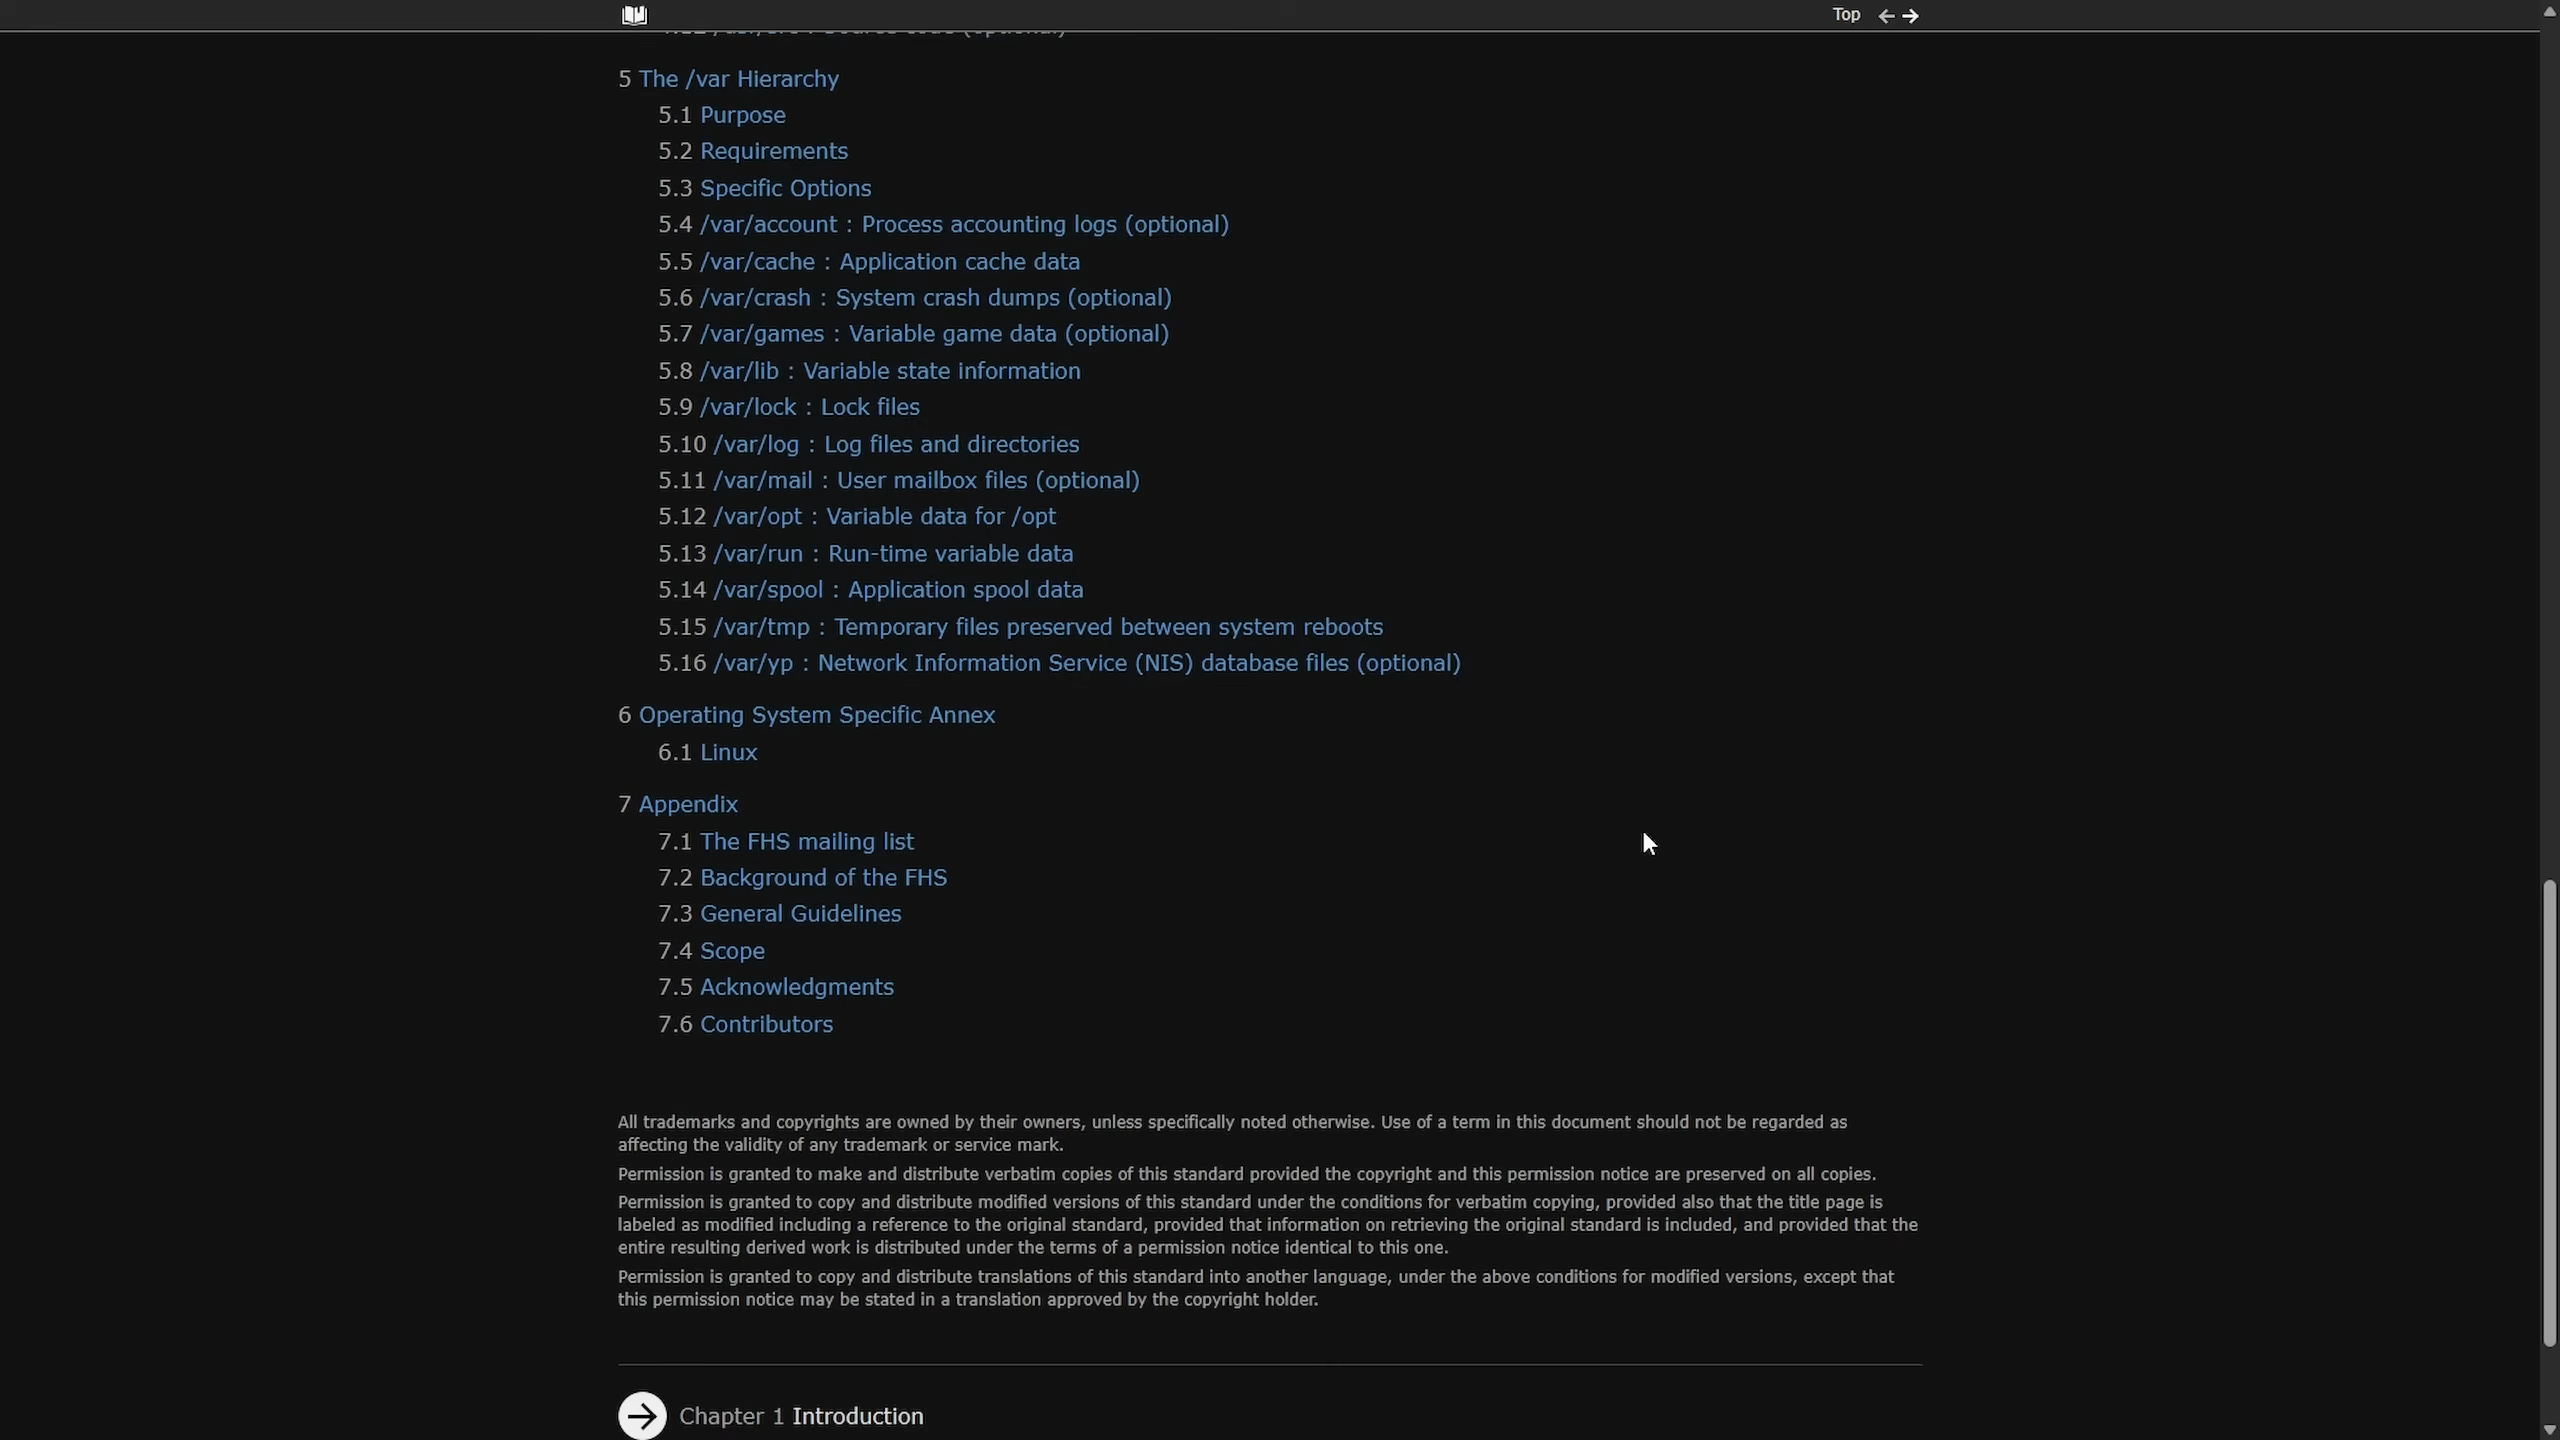 Top
5 The /var Hierarchy
5.1 Purpose
5.2 Requirements
5.3 Specific Options
5.4 /var/account : Process accounting logs (optional)
5.5 /var/cache : Application cache data
5.6 /var/crash : System crash dumps (optional)
5.7 /var/games : Variable game data (optional)
5.8 /var/lib : Variable state information
5.9 /var/lock : Lock files
5.10 /var/log : Log files and directories
5.11 /var/mail : User mailbox files (optional)
5.12 /var/opt : Variable data for /opt
5.13 /var/run : Run-time variable data
5.14 /var/spool : Application spool data
5.15 /var/tmp : Temporary files preserved between system reboots
5.16 /var/yp : Network Information Service (NIS) database files (optional)
6 Operating System Specific Annex
6.1 Linux
7 Appendix
7.1 The FHS mailing list
7.2 Background of the FHS
7.3 General Guidelines
7.4 Scope
7.5 Acknowledgments
7.6 Contributors
All trademarks and copyrights are owned by their owners, unless specifically noted otherwise. Use of a term in this document should not be regarded as
affecting the validity of any trademark or service mark.
Permission is granted to make and distribute verbatim copies of this standard provided the copyright and this permission notice are preserved on all copies.
Permission is granted to copy and distribute modified versions of this standard under the conditions for verbatim copying, provided also that the title page is
labeled as modified including a reference to the original standard, provided that information on retrieving the original standard is included, and provided that the
entire resulting derived work is distributed under the terms of a permission notice identical to this one.
Permission is granted to copy and distribute translations of this standard into another language, under the above conditions for modified versions, except that
this permission notice may be stated in a translation approved by the copyright holder.
Chapter 1 Introduction